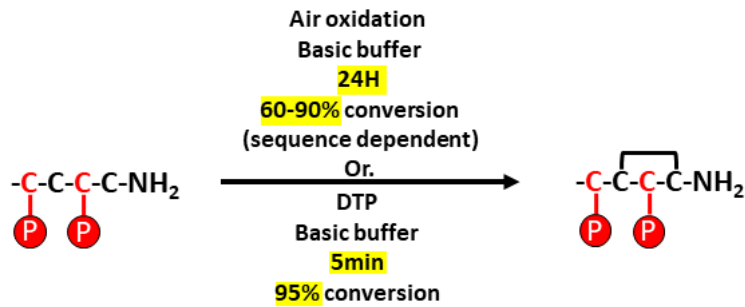 Air oxidation
Basic buffer
24H
60-90% conversion
(sequence dependent)
Or.
-C-C-C-C-NH2
P P
DTP
Basic buffer
5min
95% conversion
-C-C-C-C-NH2
P P